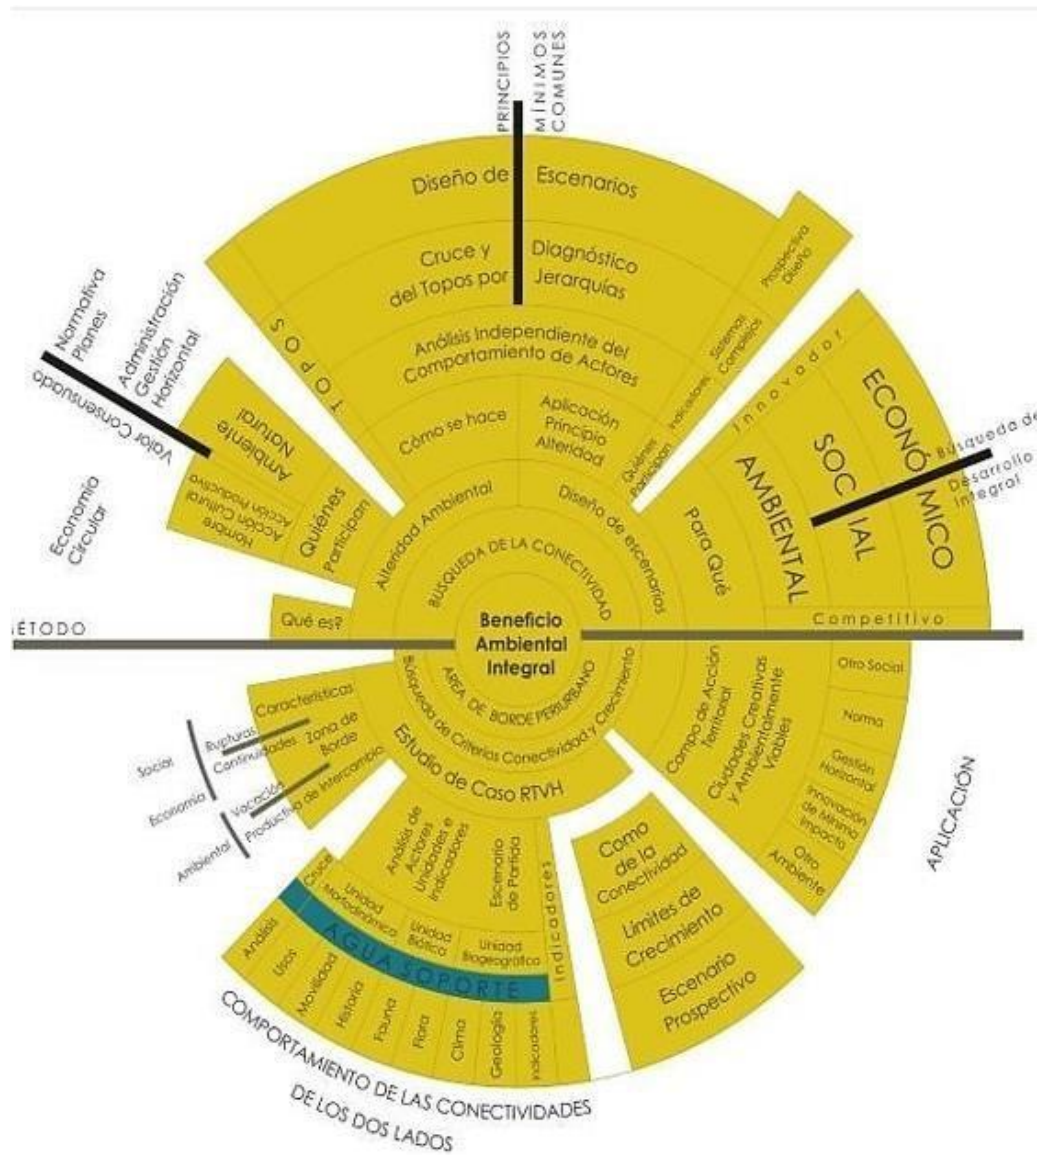 PRINCIPIOS
MÍNIMOS
COMUNES
Diseño de
Escenarios
Cruce y
del Topos por
Diagnóstico
Jerarquías
Análisis Independiente del
Comportamiento de Actores
Cómo se hace
Aplicación
Principio
Alteridad
TOPOS
Prospectiva
Diseño
Sistemas
Complejos
Indicadores
Quiénes
Participan
Innovador
ECONÓMICO
SOCIAL
AMBIENTAL
Para Qué
Búsqueda de
Desarrollo
Integral
Competitivo
Normativa
Planes
Administración
Gestión
Horizontal
Valor Consensuado
Ambiente
Natural
Hombre
Acción Cultural
Acción Productivo
Quiénes
Participan
Economía
Circular
Alteridad Ambiental
Diseño de escenarios
BUSQUEDA DE LA CONECTIVIDAD
Qué es?
ÉTODO
Beneficio
Ambiental
Integral
AREA DE BORDE PERIURBANO
Búsqueda de Criterios Conectividad y Crecimiento
Estudio de Caso RTVH
Características
Rupturas
Continuidades
Zona de
Borde
Vocación
Productiva de Intercambio
Social
Economía
Ambiental
Campo de Acción
Territorial
Ciudades Creativas
y Ambientalmente
Viables
Otro Social
Norma
Gestión
Horizontal
Innovación
de Mínimo
Impacto
Otro
Ambiente
APLICACIÓN
Como
de la
Conectividad
Límites de
Crecimiento
Escenario
Prospectivo
Indicadores
Análisis de
Actores
Unidades e
Indicadores
Escenario
de Partida
Cruce
Unidad
Morfodinámica
Unidad
Biótica
Unidad
Biogeográfica
AGUA SOPORTE
Análisis
Usos
Movilidad
Historia
Fauna
Flora
Clima
Geología
Indicadores
COMPORTAMIENTO DE LAS CONECTIVIDADES
DE LOS DOS LADOS